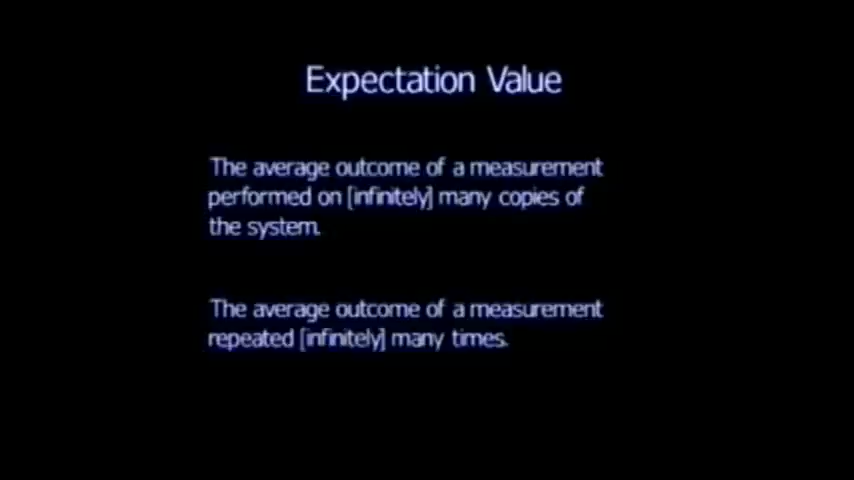 Expectation Value
The average outcome of a measurement
performed on [infinitely] many copies of
the system.
The average outcome of a measurement
repeated [infinitely] many times.